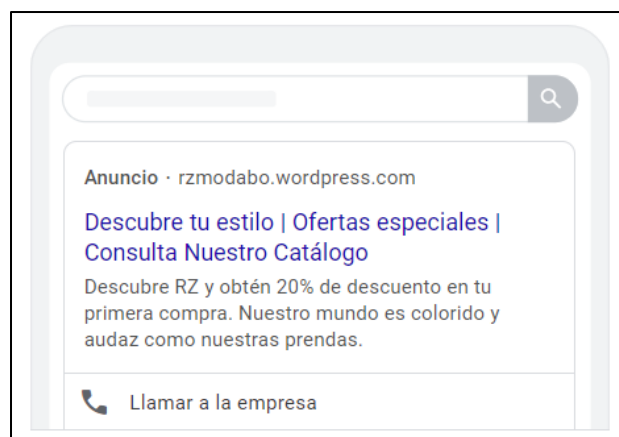 Anuncio · rzmodabo.wordpress.com
Descubre tu estilo | Ofertas especiales |
Consulta Nuestro Catálogo
Descubre RZ y obtén 20% de descuento en tu
primera compra. Nuestro mundo es colorido y
audaz como nuestras prendas.
Llamar a la empresa